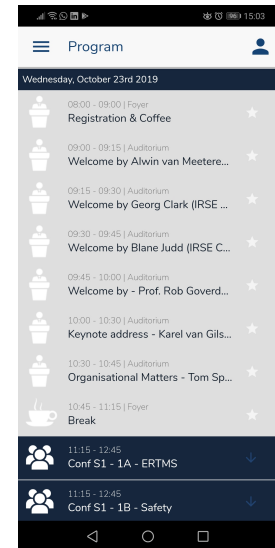 96 15:03
Program
Wednesday, October 23rd 2019
08:00 - 09:00 | Foyer
Registration & Coffee
09:00 - 09:15 | Auditorium
Welcome by Alwin van Meetere...
09:15 - 09:30 | Auditorium
Welcome by Georg Clark (IRSE ...
09:30 - 09:45 | Auditorium
Welcome by Blane Judd (IRSE C...
09:45 - 10:00 | Auditorium
Welcome by - Prof. Rob Goverd...
10:00 - 10:30 | Auditorium
Keynote address - Karel van Gils...
10:30 - 10:45 | Auditorium
Organisational Matters - Tom Sp...
10:45 - 11:15 | Foyer
Break
11:15 - 12:45
Conf S1 - 1A - ERTMS
11:15 - 12:45
Conf S1 - 1B - Safety